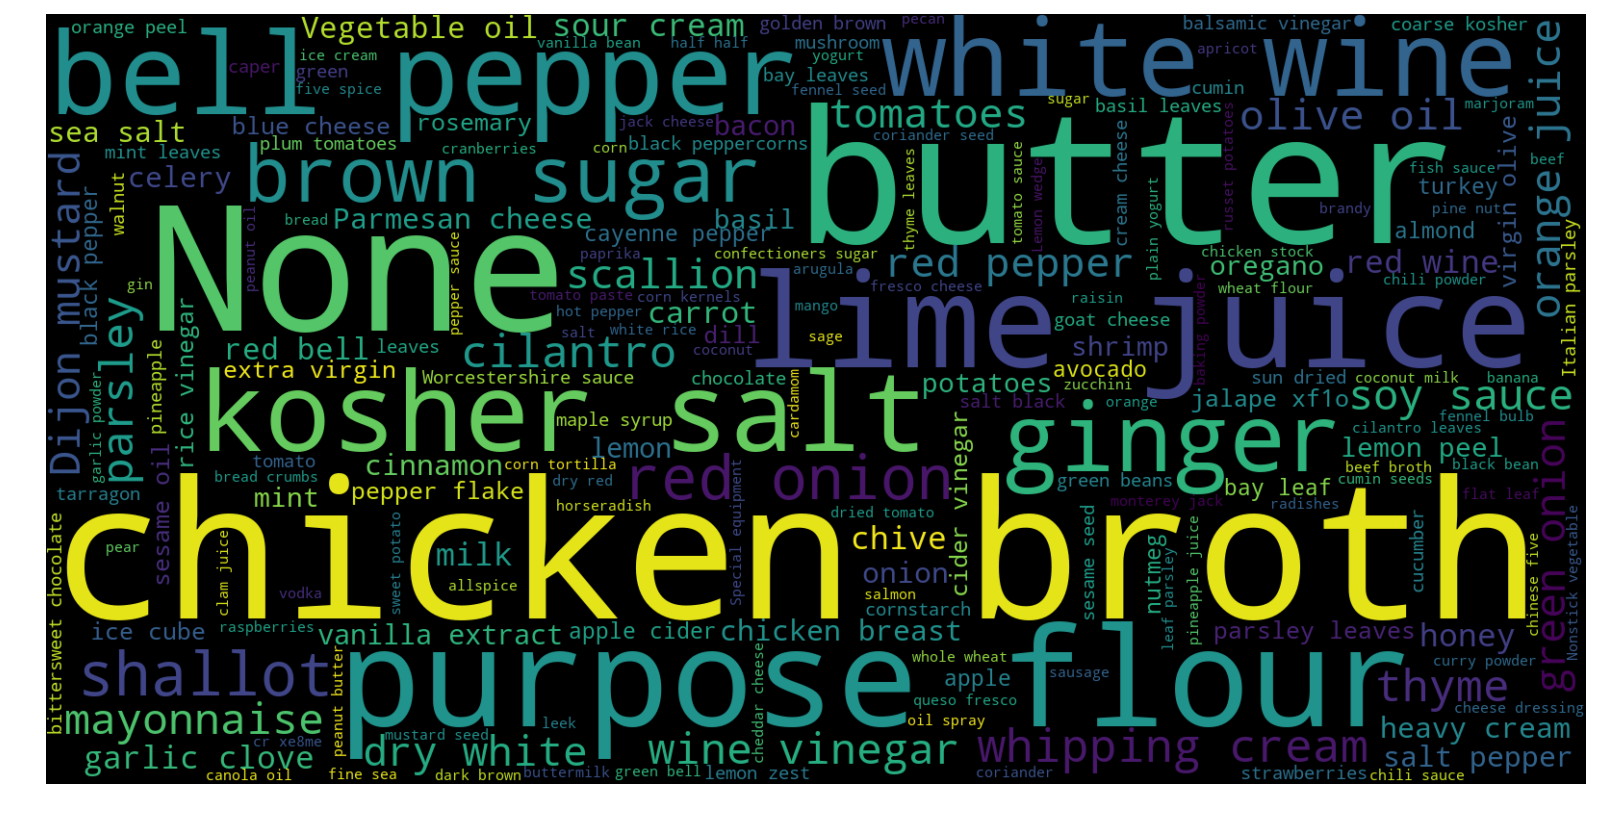 orange peel
Vegetable oil
sour cream
golden brown
pecan
balsamic vinegar
coarse kosher
bell pepper
white wine
ice cream
vanilla bean
half half
mushroom
yogurt
apricot
caper
green
five spice
bay leaves
fennel seed
cumin
orange juice
sugar
basil leaves
marjoram
tomatoes
olive oil
sea salt
blue cheese
rosemary
jack cheese
bacon
butter
coriander seed
mint leaves
plum tomatoes
cranberries
corn
black peppercorns
beef
fish sauce
celery
brown sugar
turkey
walnut
Dijon mustard
black pepper
None
peanut oil
bread
Parmesan cheese
basil
cayenne pepper
thyme leaves
tomato sauce
Lemon wedge
cream cheese
plain yogurt
russet potatoes
brandy
pine nut
almond
virgin olive
Italian parsley
paprika
confectioners sugar
red pepper
chicken stock
oregano
red wine
pepper sauce
scallion
arugula
fresco cheese
lime juice
wheat flour
chili powder
gin
parsley
tomato paste
corn kernels
mango
raisin
hot pepper
carrot
goat cheese
salt
white rice
dill
sage
shrimp
baking powder
red bell
leaves
cilantro
coconut
pineapple
rice vinegar
extra virgin
Worcestershire sauce
chocolate
cardamom
potatoes
avocado
zucchini
sun dried
coconut milk
banana
kosher salt
salt black
orange
jalape xf1o
soy sauce
maple syrup
ginger
fennel bulb
garlic powder
lemon
cilantro leaves
lemon peel
tomato
cinnamon
corn tortilla
red onion
cider vinegar
beef broth
black bean
bread crumbs
sesame oil
dry red
green beans
bay leaf
cumin seeds
tarragon
mint
pepper flake
horseradish
Special equipment
monterey jack
flat leaf
green onion
chicken broth
dried tomato
radishes
bittersweet chocolate
pear
clam juice
sweet potato
milk
chive
sesame seed
nutmeg
leaf parsley
pineapple juice
cucumber
chinese five
Nonstick vegetable
allspice
onion
vodka
salmon
cornstarch
ice cube
raspberries
vanilla extract
apple cider
chicken breast
parsley leaves
honey
shallot
peanut butter
purpose flour
whole wheat
curry powder
cheddar cheese
apple
sausage
thyme
queso fresco
cheese dressing
mayonnaise
leek
oil spray
heavy cream
cr xe8me
mustard seed
garlic clove
dry white
wine vinegar
whipping cream
salt pepper
canola oil
fine sea
dark brown
buttermilk
green bell
lemon zest
coriander
strawberries
chili sauce